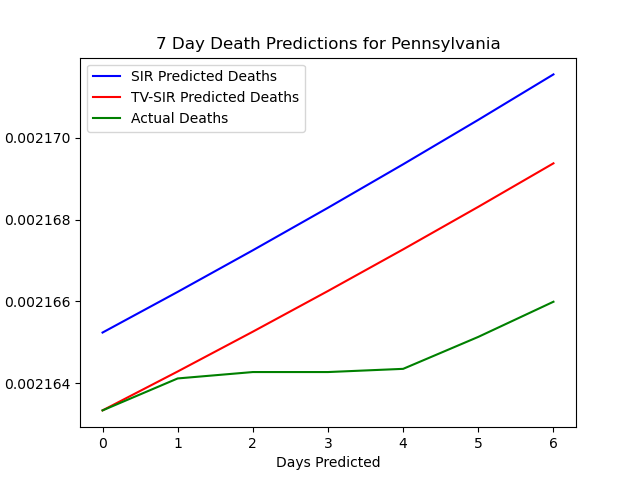 7 Day Death Predictions for Pennsylvania
SIR Predicted Deaths
TV-SIR Predicted Deaths
Actual Deaths
0.002170
0.002168
0.002166
0.002164
0 1 2 3 4 5 6
Days Predicted